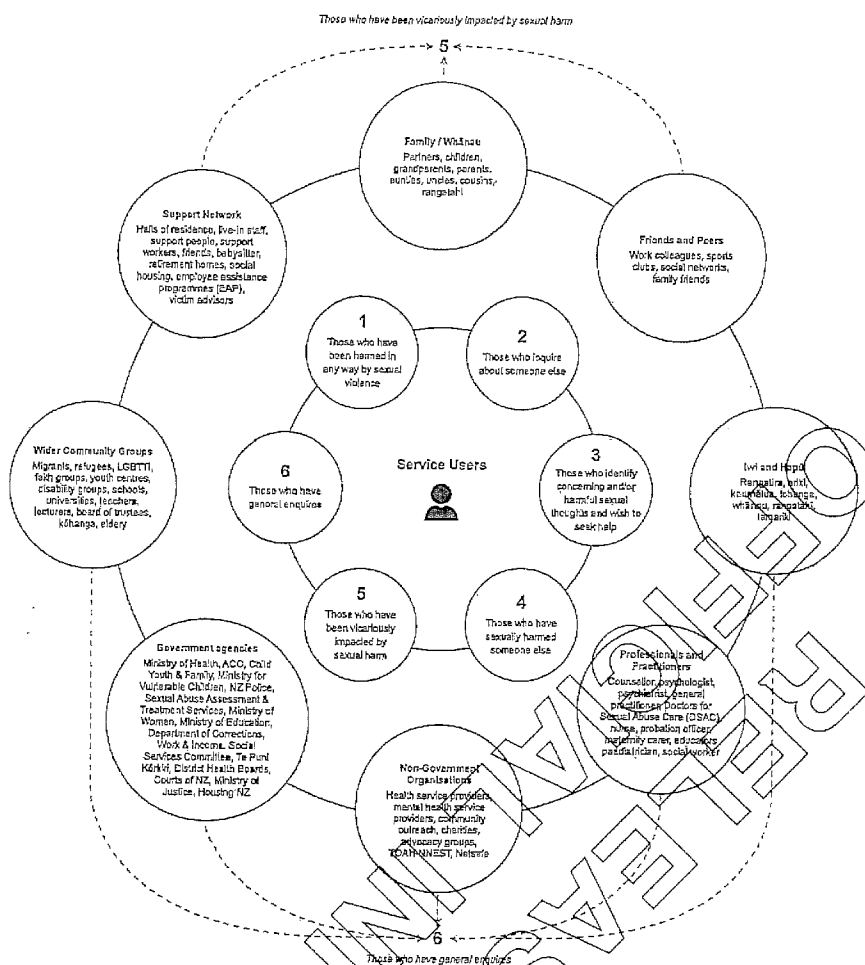 Those who have been vicariously impacted by sexual harm
5
Family / Whānau
Partners, children,
grandparents, parents,
aunties, uncles, cousins,
rangatahi
Support Network
Halls of residence, live-in staff,
support people, support
workers, friends, babysitter,
retirement homes, social
housing, employee assistance
programmes (EAP),
victim advisors
Friends and Peers
Work colleagues, sports
clubs, social networks,
family friends
1
Those who have
been harmed in
any way by sexual
violence
2
Those who inquire
about someone else
Wider Community Groups
Migrants, refugees, LGBTTI,
faith groups, youth centres,
disability groups, schools,
universities, teachers,
lecturers, board of trustees,
kōhanga, eldery
6
Those who have
general enquires
Service Users
3
Those who identify
concerning and/or
harmful sexual
thoughts and wish to
seek help
Iwi and Hapū
Rangatira, ariki,
kaumātua, tohanga,
whānau, rangatahi,
tamariki
5
Those who have
been vicariously
impacted by
sexual harm
4
Those who have
sexually harmed
someone else
Government agencies
Ministry of Health, ACC, Child
Youth & Family, Ministry for
Vulnerable Children, NZ Police,
Sexual Abuse Assessment &
Treatment Services, Ministry of
Women, Ministry of Education,
Department of Corrections,
Work & Income, Social
Services Committee, Te Puni
Kōkiri, District Health Boards,
Courts of NZ, Ministry of
Justice, Housing NZ
Professionals and
Practitioners
Counsellor, psychologist,
psychiatrist, general
practitioner, Doctors for
Sexual Abuse Care (DSAC),
nurse, probation officer,
maternity carer, educators
paediatrician, social worker
Non-Government
Organisations
Health service providers,
mental health service
providers, community
outreach, charities,
advocacy groups,
TOAH-NNEST, Netsafe
6
Those who have general enquires